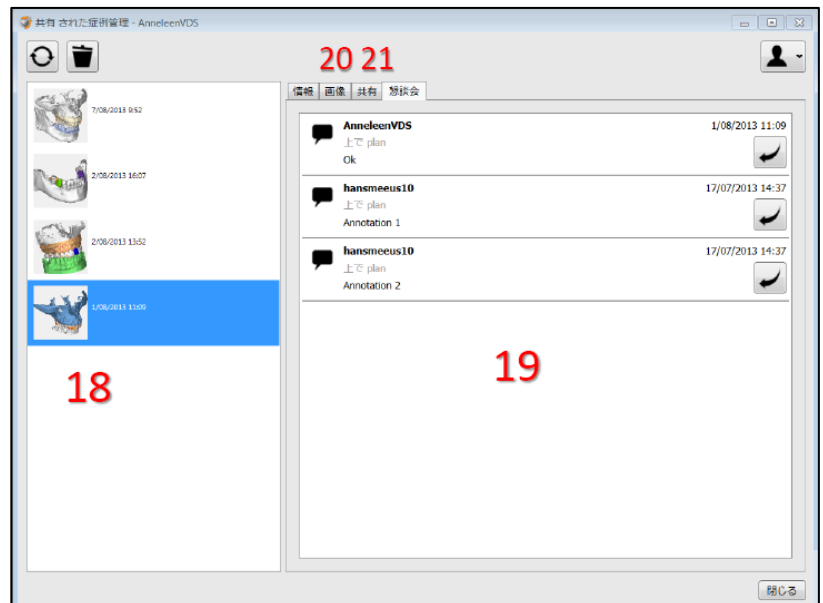 共有 された症例管理 - AnneleenVDS
20 21
情報 画像 共有 懇談会
7/08/2013 9:52
2/08/2013 16:07
2/08/2013 13:52
1/08/2013 11:09
18
AnneleenVDS 1/08/2013 11:09
上で plan
Ok
hansmeeus10 17/07/2013 14:37
上で plan
Annotation 1
hansmeeus10 17/07/2013 14:37
上で plan
Annotation 2
19
閉じる